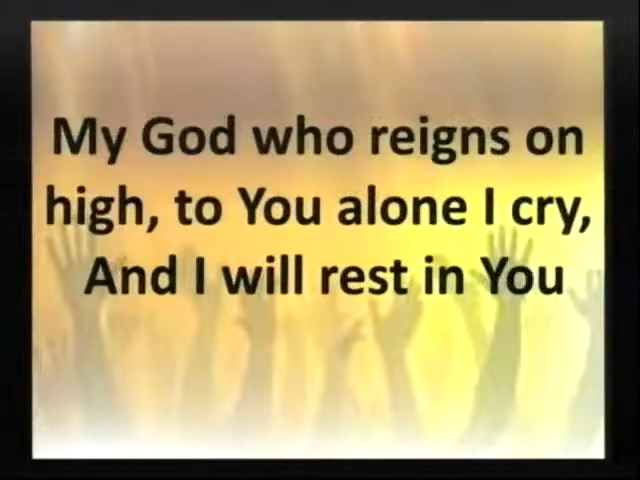 My God who reigns on
high, to You alone I cry,
And I will rest in You